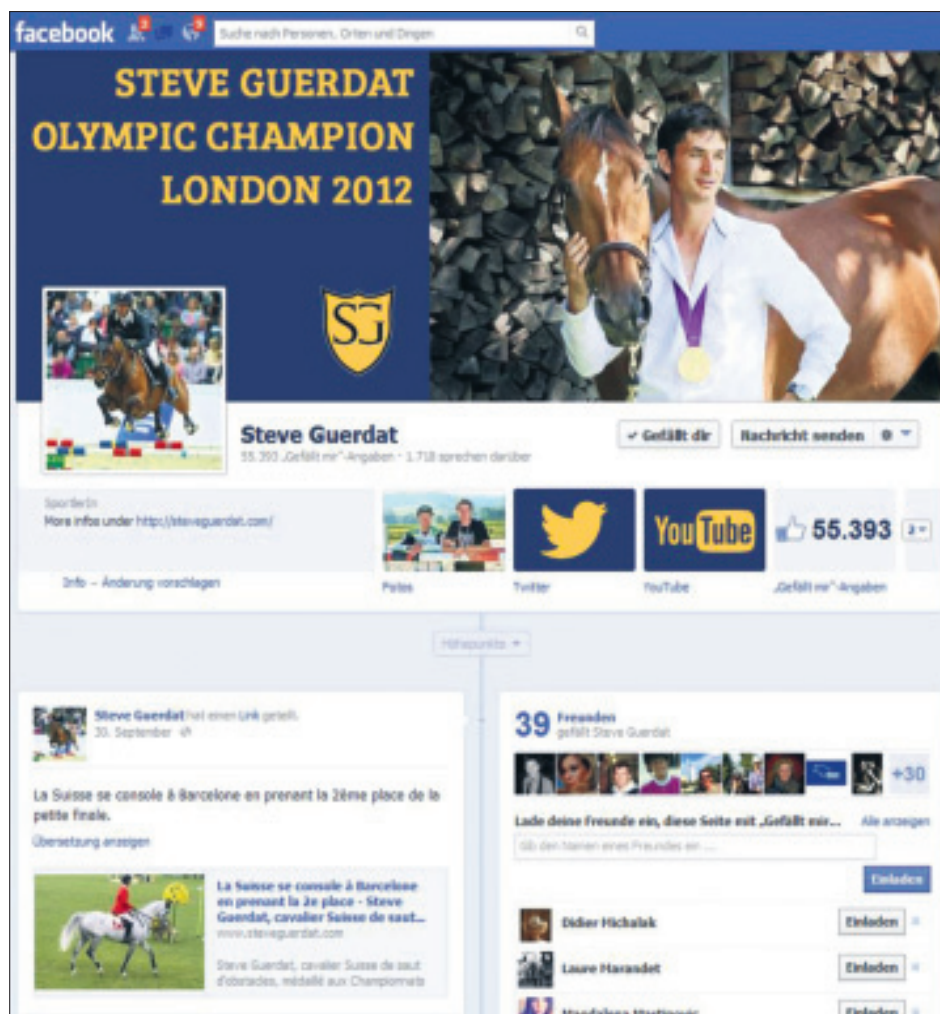 facebook
Suche nach Personen, Orten und Dingen
STEVE GUERDAT
OLYMPIC CHAMPION
LONDON 2012
SG
Steve Guerdat
55.393 „Gefällt mir"-Angaben · 1.718 sprechen darüber
✓ Gefällt dir
Nachricht senden
SportlerIn
More infos under http://steveguerdat.com/
Info – Änderung vorschlagen
Fotos
Twitter
You Tube
YouTube
55.393
„Gefällt mir"-Angaben
Höhepunkte
Steve Guerdat hat einen Link geteilt.
30. September
La Suisse se console à Barcelone en prenant la 2ème place de la
petite finale.
Übersetzung anzeigen
La Suisse se console à Barcelone
en prenant la 2e place - Steve
Guerdat, cavalier Suisse de saut...
www.steveguerdat.com
Steve Guerdat, cavalier Suisse de saut
d'obstacles, médaillé aux Championnats
39 Freunden
gefällt Steve Guerdat
+30
Lade deine Freunde ein, diese Seite mit „Gefällt mir...
Alle anzeigen
Gib den Namen eines Freundes ein ...
Einladen
Didier Michalak
Einladen
Laure Marandet
Einladen
Einladen